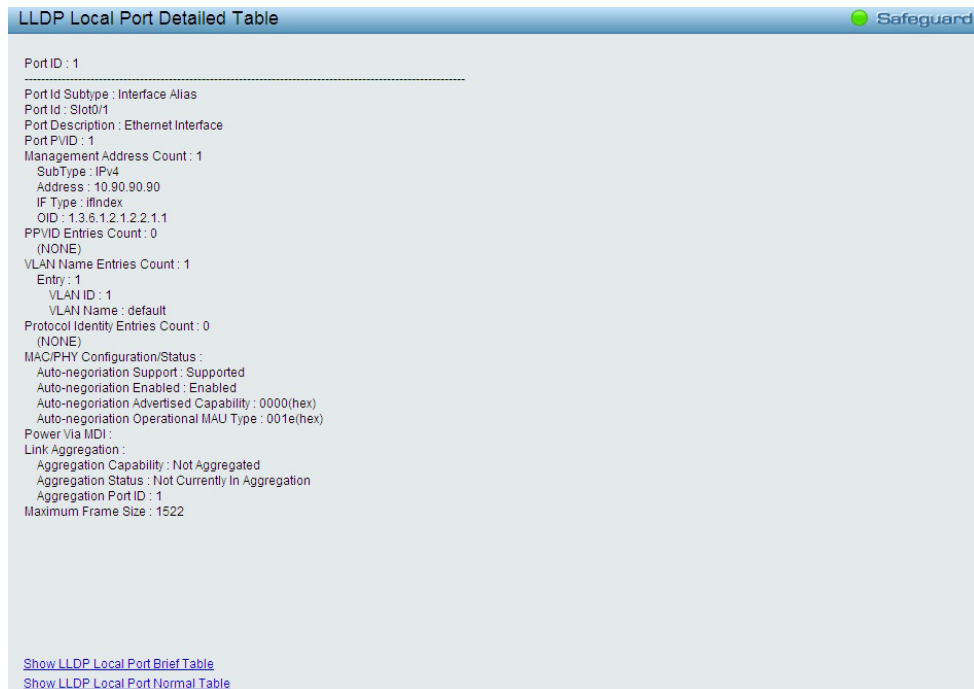 LLDP Local Port Detailed Table
Safeguard
Port ID : 1
--------------------------------------------------------------------------------------------------------------
Port Id Subtype : Interface Alias
Port Id : Slot0/1
Port Description : Ethernet Interface
Port PVID : 1
Management Address Count : 1
SubType : IPv4
Address : 10.90.90.90
IF Type : ifIndex
OID : 1.3.6.1.2.1.2.2.1.1
PPVID Entries Count : 0
(NONE)
VLAN Name Entries Count : 1
Entry : 1
VLAN ID : 1
VLAN Name : default
Protocol Identity Entries Count : 0
(NONE)
MAC/PHY Configuration/Status :
Auto-negoriation Support : Supported
Auto-negoriation Enabled : Enabled
Auto-negoriation Advertised Capability : 0000(hex)
Auto-negoriation Operational MAU Type : 001e(hex)
Power Via MDI :
Link Aggregation :
Aggregation Capability : Not Aggregated
Aggregation Status : Not Currently In Aggregation
Aggregation Port ID : 1
Maximum Frame Size : 1522
Show LLDP Local Port Brief Table
Show LLDP Local Port Normal Table